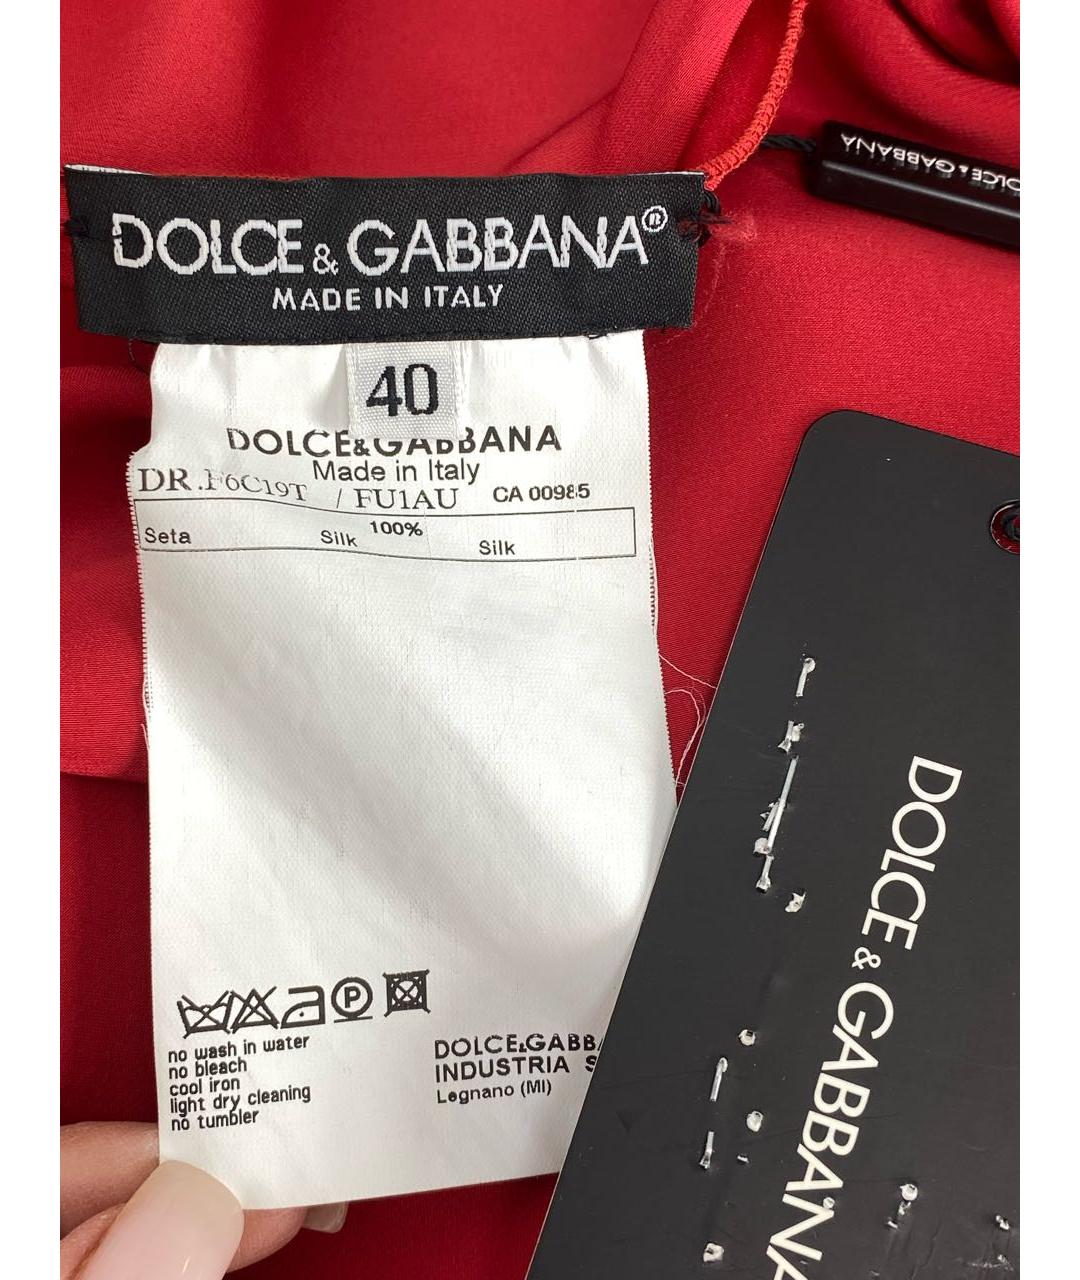 DOLCE & GABBANA®
MADE IN ITALY
40
DOLCE&GABBANA
Made in Italy
DR.F6C19T / FU1AU CA 00985
Seta Silk 100% Silk
P
no wash in water
no bleach
cool iron
light dry cleaning
no tumbler
DOLCE&GABB
INDUSTRIA S
Legnano (MI)
DOLCE & GABBANA
DOLCE & GABBANA